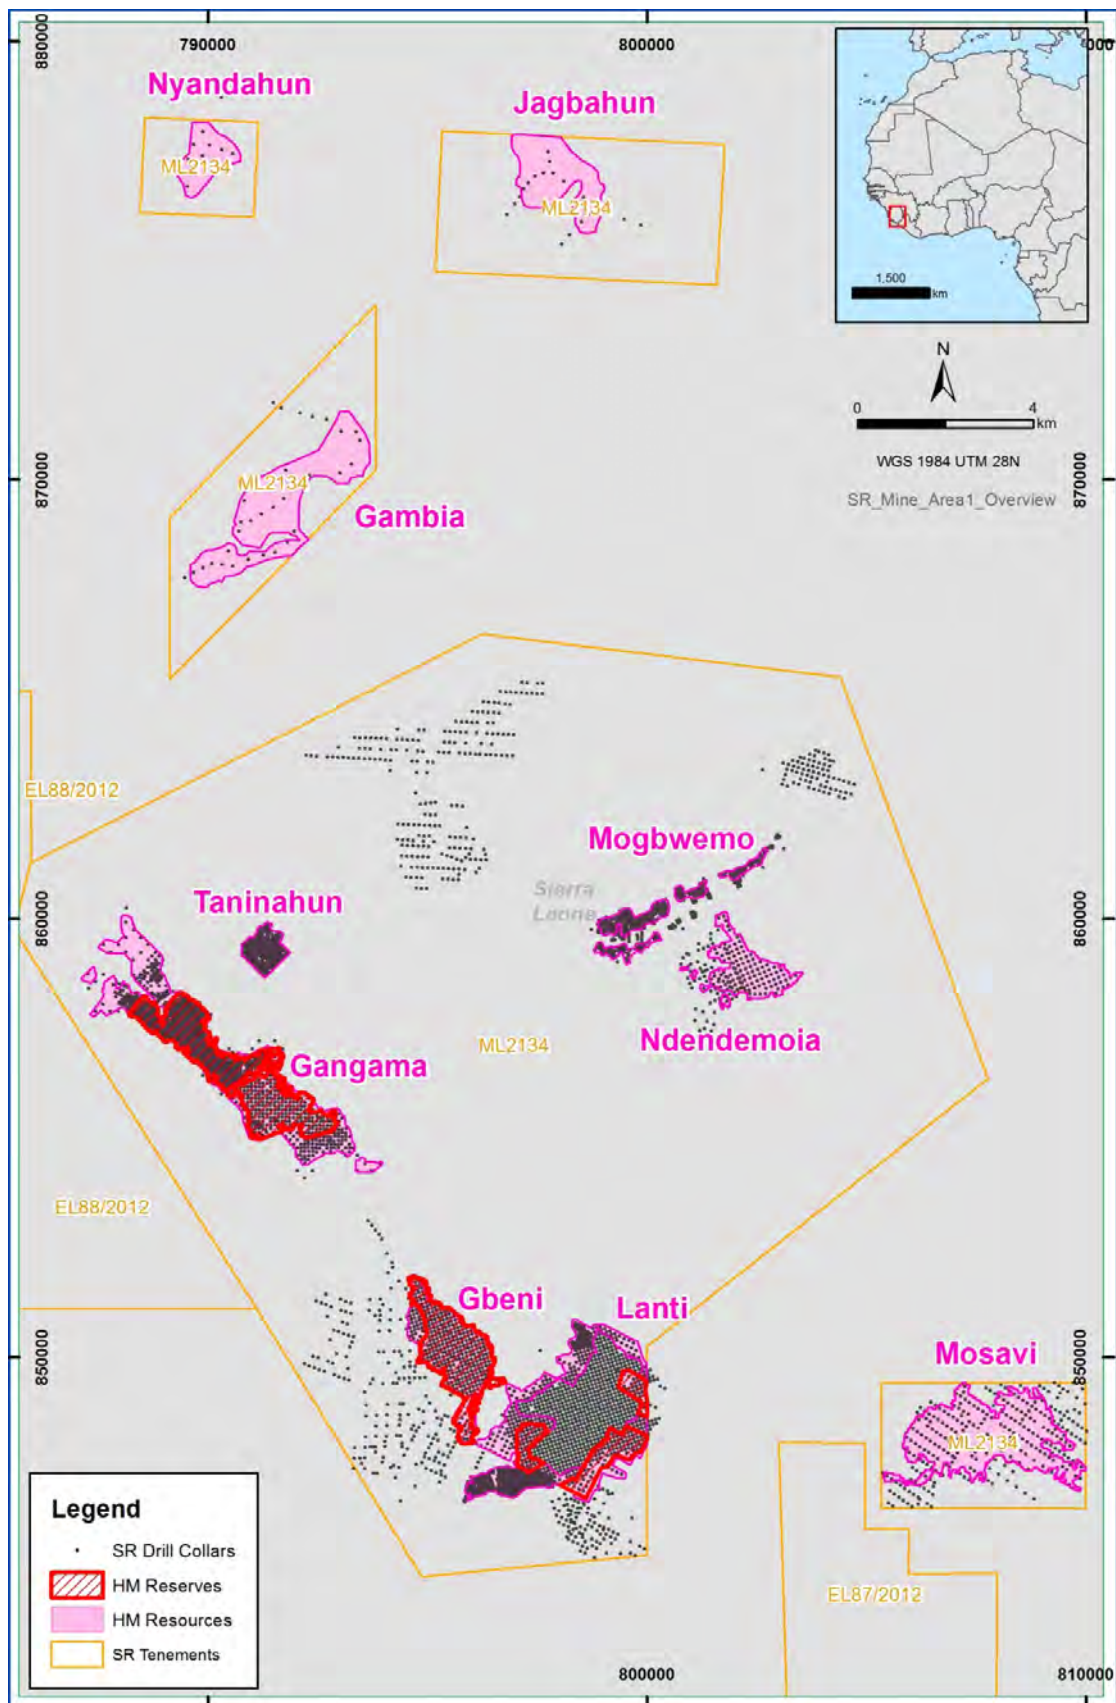 790000
800000
880000
000
Nyandahun
Jagbahun
ML2134
ML2134
1,500
km
N
0
4
km
WGS 1984 UTM 28N
SR_Mine_Area1_Overview
870000
870000
ML2134
Gambia
EL88/2012
Mogbwemo
Sierra
Leone
Taninahun
860000
860000
Ndendemoia
ML2134
Gangama
EL88/2012
Gbeni
Lanti
Mosavi
850000
850000
ML2134
EL87/2012
Legend
SR Drill Collars
HM Reserves
HM Resources
SR Tenements
800000
810000